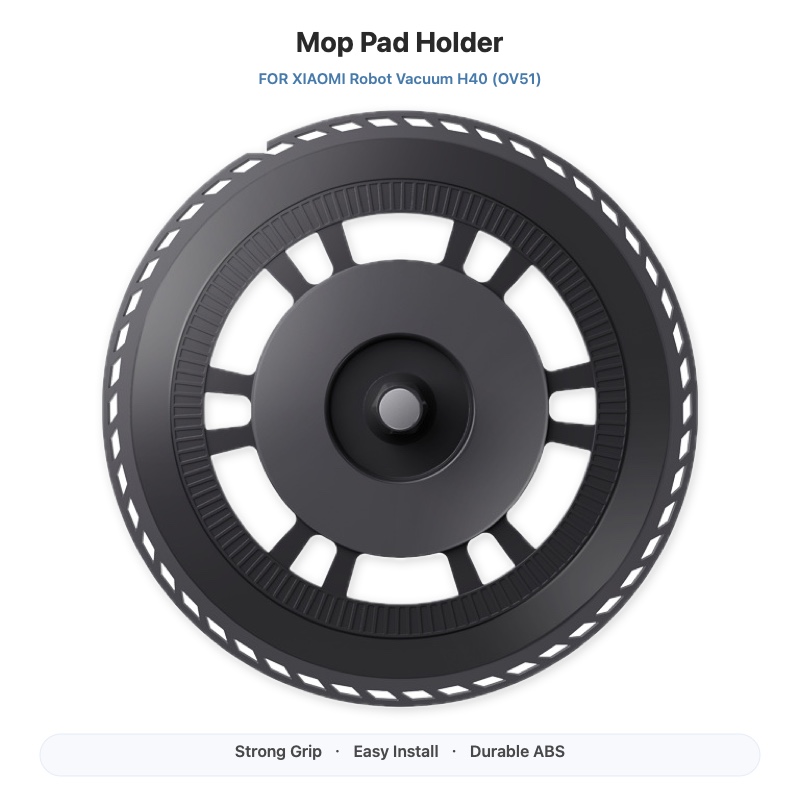 Mop Pad Holder
FOR XIAOMI Robot Vacuum H40 (OV51)
Strong Grip · Easy Install · Durable ABS